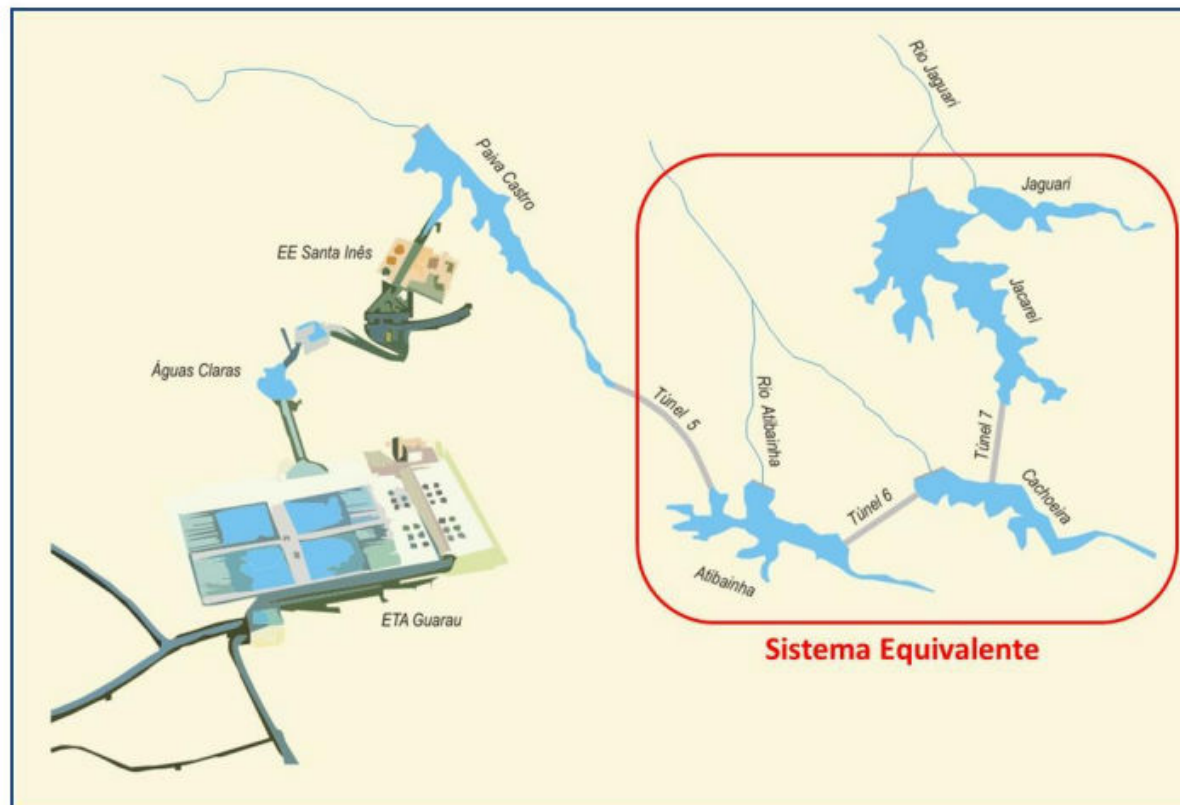 Rio Jaguari
Paiva Castro
Jaguari
EE Santa Inês
Jacareí
Águas Claras
Túnel 5
Rio Atibainha
Túnel 7
Túnel 6
Cachoeira
Atibainha
ETA Guarau
Sistema Equivalente